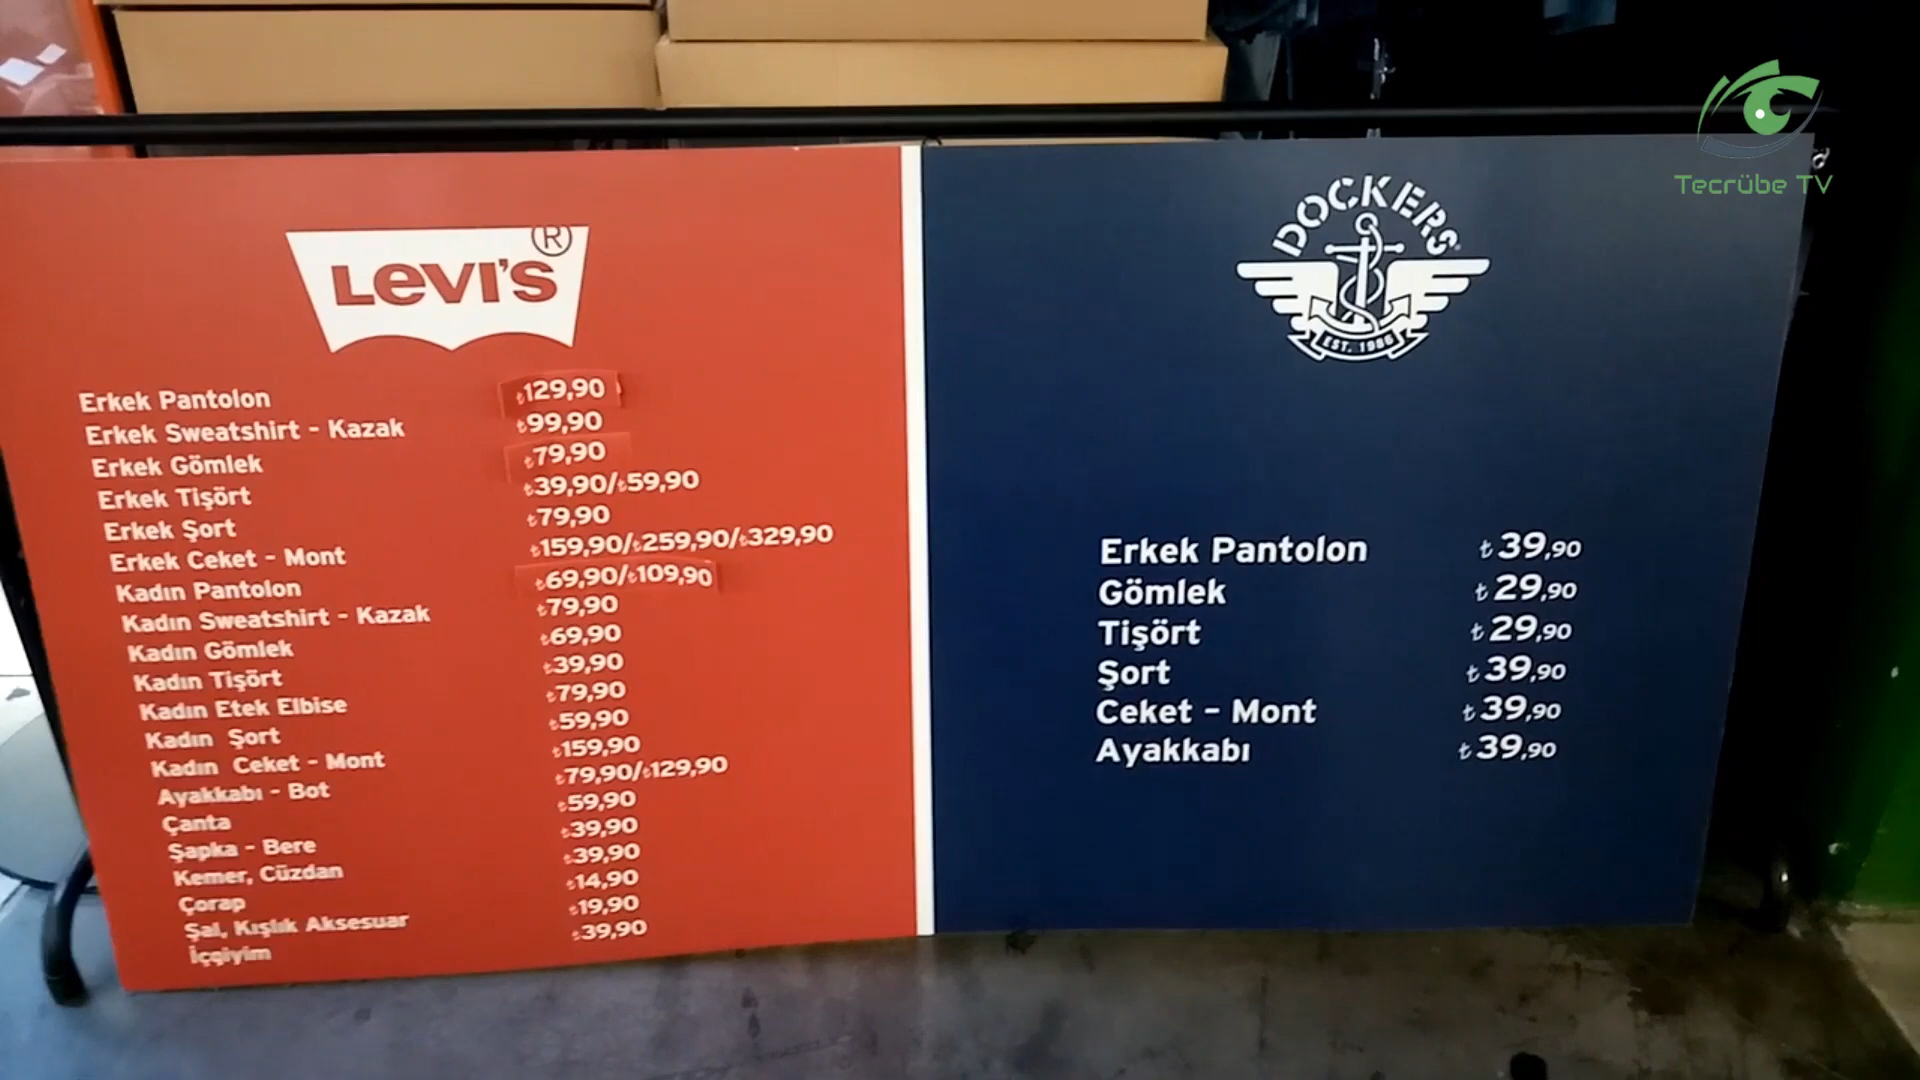 Tecrübe TV
LEVI'S ®
Erkek Pantolon ₺129,90
Erkek Sweatshirt - Kazak ₺99,90
Erkek Gömlek ₺79,90
Erkek Tişört ₺39,90/₺59,90
Erkek Şort ₺79,90
Erkek Ceket - Mont ₺159,90/₺259,90/₺329,90
Kadın Pantolon ₺69,90/₺109,90
Kadın Sweatshirt - Kazak ₺79,90
Kadın Gömlek ₺69,90
Kadın Tişört ₺39,90
Kadın Etek Elbise ₺79,90
Kadın Şort ₺59,90
Kadın Ceket - Mont ₺159,90
Ayakkabı - Bot ₺79,90/₺129,90
Çanta ₺59,90
Şapka - Bere ₺39,90
Kemer, Cüzdan ₺39,90
Çorap ₺14,90
Şal, Kışlık Aksesuar ₺19,90
İçgiyim ₺39,90
DOCKERS
EST. 1986
Erkek Pantolon ₺39,90
Gömlek ₺29,90
Tişört ₺29,90
Şort ₺39,90
Ceket - Mont ₺39,90
Ayakkabı ₺39,90